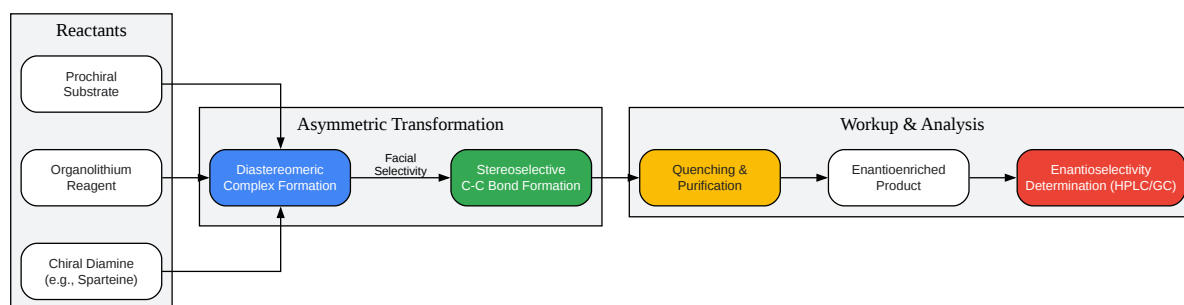 Reactants
Prochiral
Substrate
Organolithium
Reagent
Chiral Diamine
(e.g., Sparteine)
Asymmetric Transformation
Diastereomeric
Complex Formation
Facial
Selectivity
Stereoselective
C-C Bond Formation
Workup & Analysis
Quenching &
Purification
Enantioenriched
Product
Enantioselectivity
Determination (HPLC/GC)